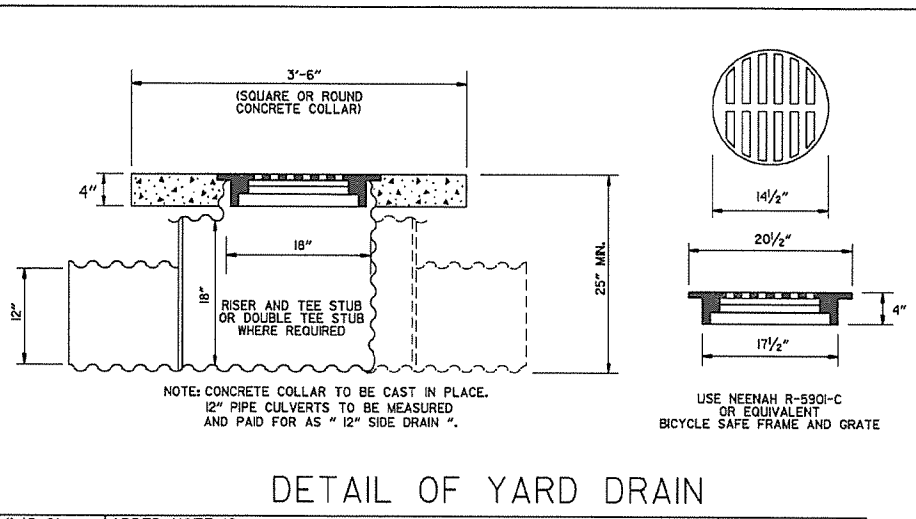 3'-6"
(SQUARE OR ROUND
CONCRETE COLLAR)
4"
18"
12"
18"
RISER AND TEE STUB
OR DOUBLE TEE STUB
WHERE REQUIRED
25" MIN.
NOTE: CONCRETE COLLAR TO BE CAST IN PLACE.
12" PIPE CULVERTS TO BE MEASURED
AND PAID FOR AS " 12" SIDE DRAIN ".
14½"
20½"
4"
17½"
USE NEENAH R-5901-C
OR EQUIVALENT
BICYCLE SAFE FRAME AND GRATE
DETAIL OF YARD DRAIN